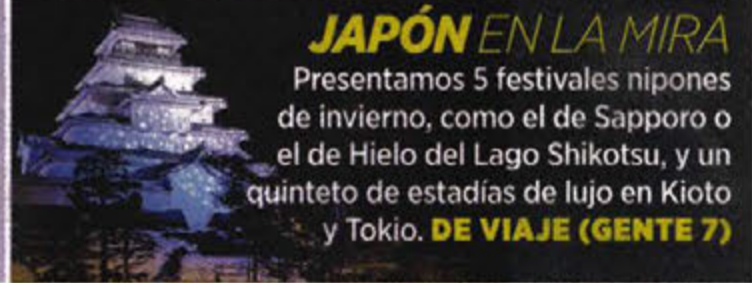 JAPÓN EN LA MIRA
Presentamos 5 festivales nipones
de invierno, como el de Sapporo o
el de Hielo del Lago Shikotsu, y un
quinteto de estadías de lujo en Kioto
y Tokio. DE VIAJE (GENTE 7)